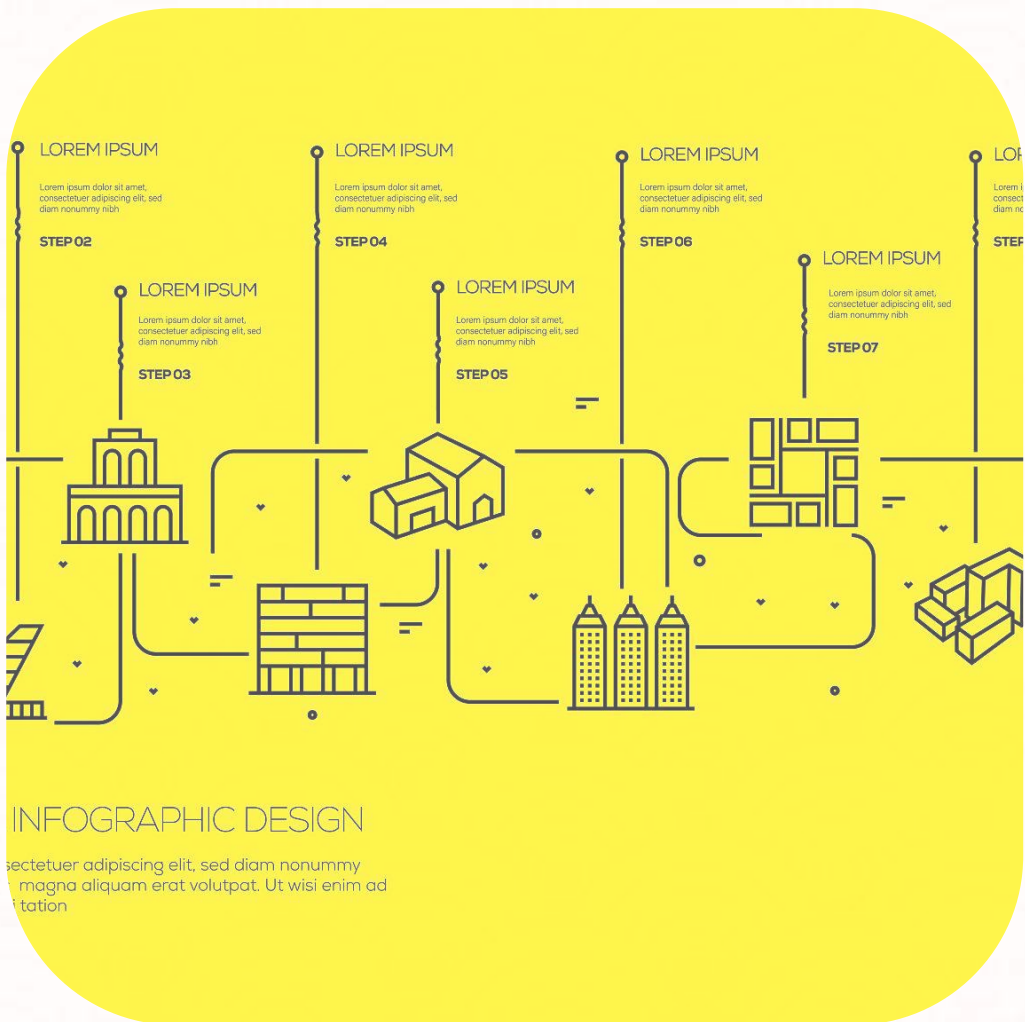 LOREM IPSUM
Lorem ipsum dolor sit amet,
consectetuer adipiscing elit, sed
diam nonummy nibh
STEP 02
LOREM IPSUM
Lorem ipsum dolor sit amet,
consectetuer adipiscing elit, sed
diam nonummy nibh
STEP 03
LOREM IPSUM
Lorem ipsum dolor sit amet,
consectetuer adipiscing elit, sed
diam nonummy nibh
STEP 04
LOREM IPSUM
Lorem ipsum dolor sit amet,
consectetuer adipiscing elit, sed
diam nonummy nibh
STEP 05
LOREM IPSUM
Lorem ipsum dolor sit amet,
consectetuer adipiscing elit, sed
diam nonummy nibh
STEP 06
LOREM IPSUM
Lorem ipsum dolor sit amet,
consectetuer adipiscing elit, sed
diam nonummy nibh
STEP 07
Lorem
INFOGRAPHIC DESIGN
adipiscing elit, sed diam nonummy
magna aliquam erat volutpat. Ut wisi enim ad
tation